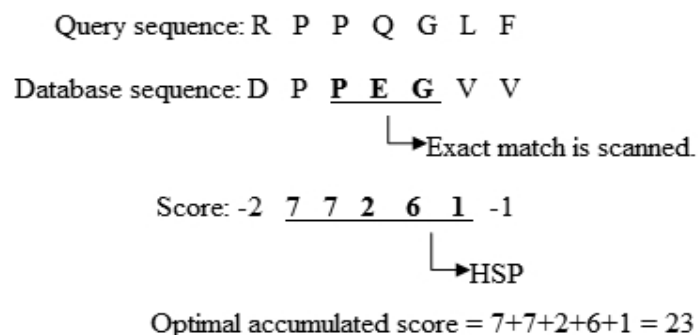 Query sequence: R P P Q G L F
Database sequence: D P P E G V V
Exact match is scanned.
Score: -2 7 7 2 6 1 -1
HSP
Optimal accumulated score = 7+7+2+6+1 = 23